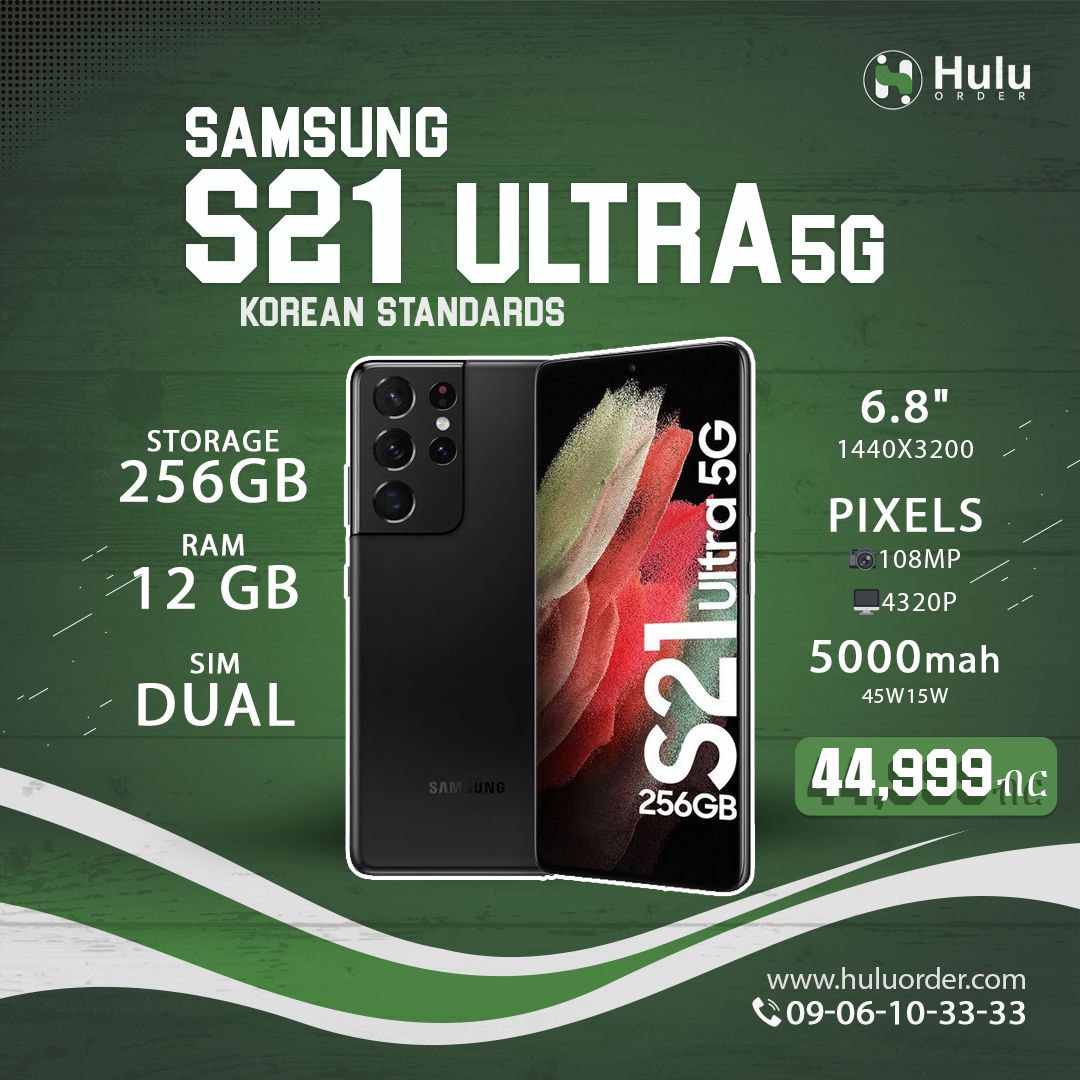 Hulu
ORDER
SAMSUNG
S21 ULTRA 5G
KOREAN STANDARDS
STORAGE
256GB
RAM
12 GB
SIM
DUAL
SAMSUNG
S21 Ultra 5G
256GB
6.8"
1440X3200
PIXELS
108MP
4320P
5000mah
45W15W
44,999 ብር
www.huluorder.com
09-06-10-33-33